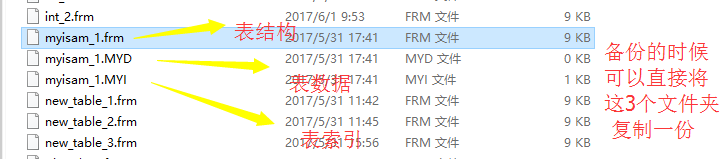 int_2.frm 2017/6/1 9:53 FRM 文件 9 KB
myisam_1.frm 2017/5/31 17:41 FRM 文件 9 KB
表结构
myisam_1.MYD 2017/5/31 17:41 MYD 文件 0 KB
表数据
myisam_1.MYI 2017/5/31 17:41 MYI 文件 1 KB
new_table_1.frm 2017/5/31 11:42 FRM 文件 9 KB
new_table_2.frm 2017/5/31 11:45 FRM 文件 9 KB
表索引
new_table_3.frm 2017/5/31 15:56 FRM 文件 9 KB
备份的时候
可以直接将
这3个文件夹
复制一份